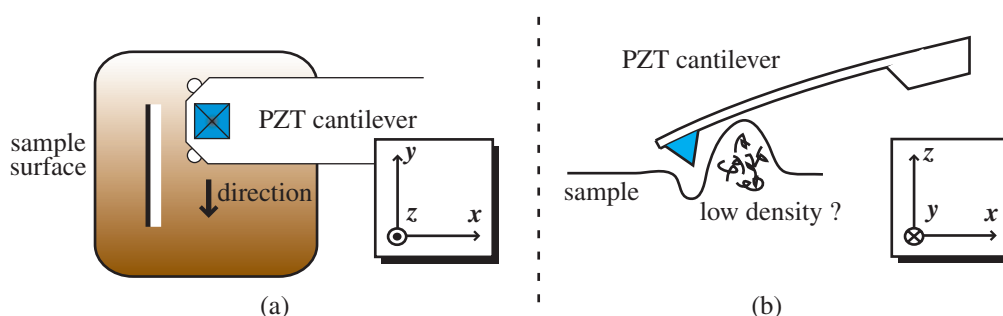 PZT cantilever
sample
surface
direction
y
z
x
(a)
PZT cantilever
sample
low density ?
z
y
x
(b)